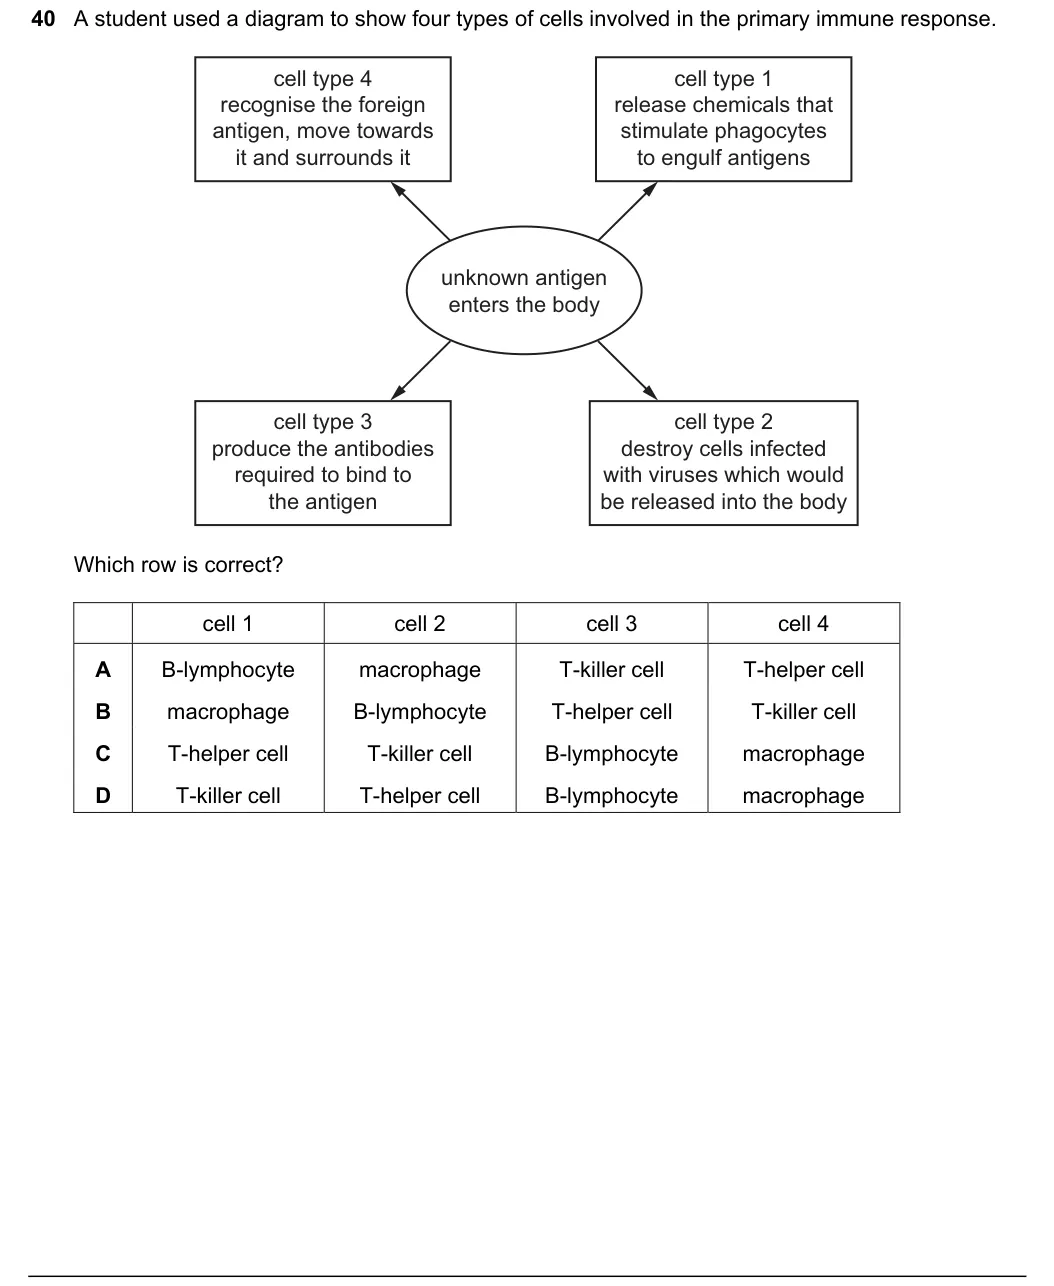 40 A student used a diagram to show four types of cells involved in the primary immune response.
cell type 4
recognise the foreign
antigen, move towards
it and surrounds it
cell type 1
release chemicals that
stimulate phagocytes
to engulf antigens
unknown antigen
enters the body
cell type 3
produce the antibodies
required to bind to
the antigen
cell type 2
destroy cells infected
with viruses which would
be released into the body
Which row is correct?
cell 1 cell 2 cell 3 cell 4
A B-lymphocyte macrophage T-killer cell T-helper cell
B macrophage B-lymphocyte T-helper cell T-killer cell
C T-helper cell T-killer cell B-lymphocyte macrophage
D T-killer cell T-helper cell B-lymphocyte macrophage